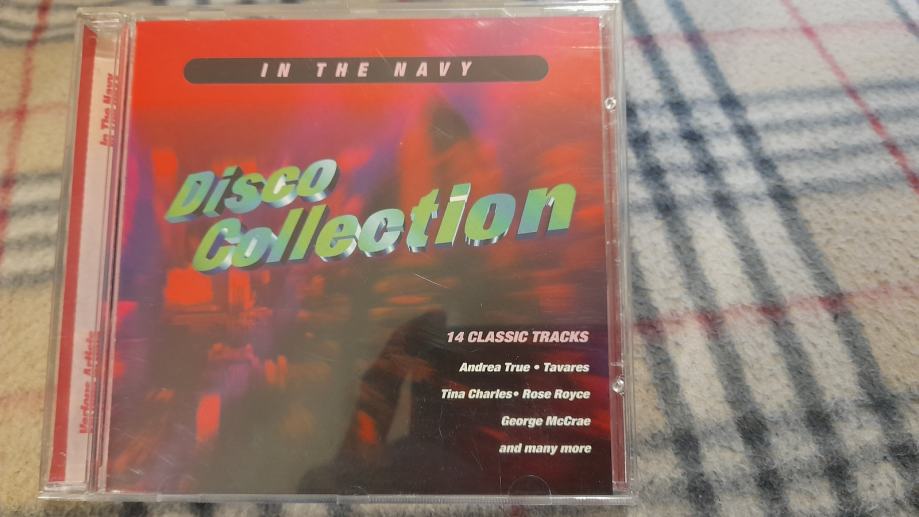 IN THE NAVY
Disco
Collection
14 CLASSIC TRACKS
Andrea True • Tavares
Tina Charles• Rose Royce
George McCrae
and many more
In The Navy
Various Artists